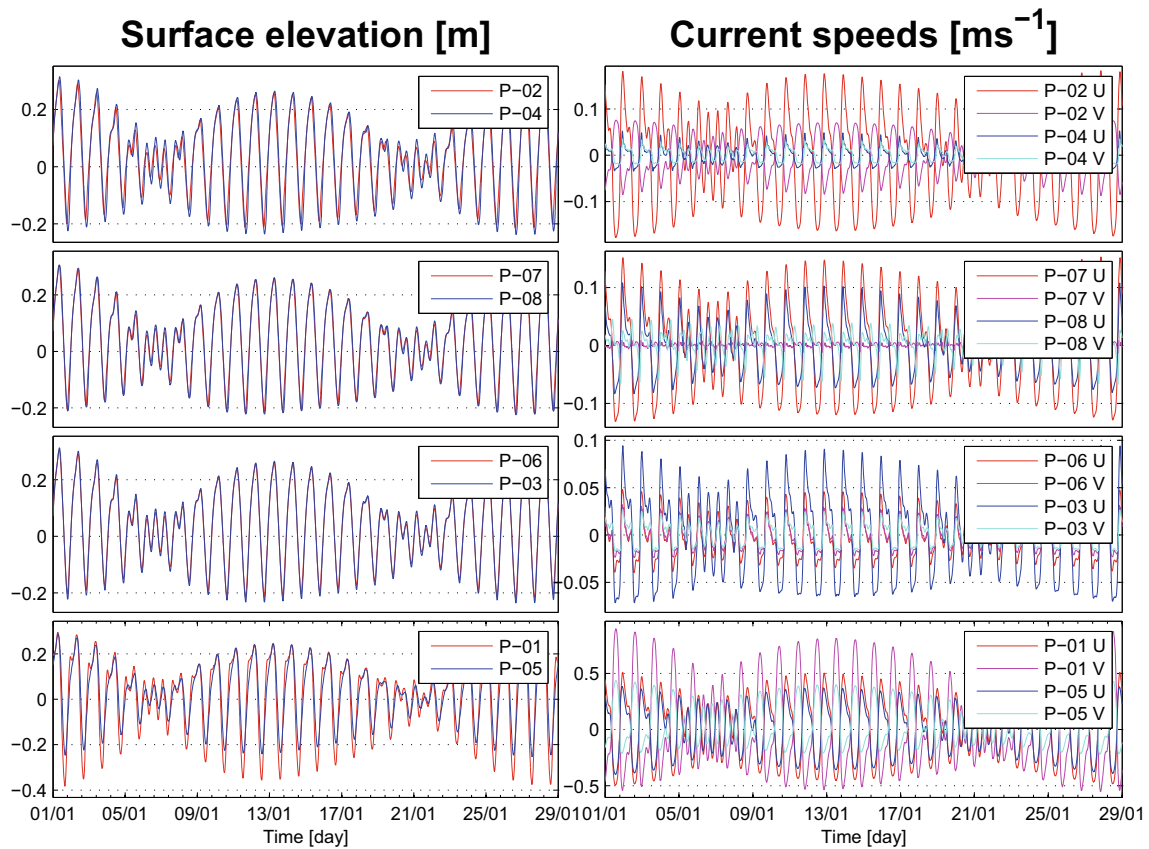 Surface elevation [m]
Current speeds [ms⁻¹]
0.2
0
−0.2
P−02
P−04
0.1
0
−0.1
P−02 U
P−02 V
P−04 U
P−04 V
0.2
0
−0.2
P−07
P−08
0.1
0
−0.1
P−07 U
P−07 V
P−08 U
P−08 V
0.2
0
−0.2
P−06
P−03
0.1
0.05
0
−0.05
P−06 U
P−06 V
P−03 U
P−03 V
0.2
0
−0.2
−0.4
P−01
P−05
01/01 05/01 09/01 13/01 17/01 21/01 25/01 29/01
Time [day]
0.5
0
−0.5
P−01 U
P−01 V
P−05 U
P−05 V
01/01 05/01 09/01 13/01 17/01 21/01 25/01 29/01
Time [day]